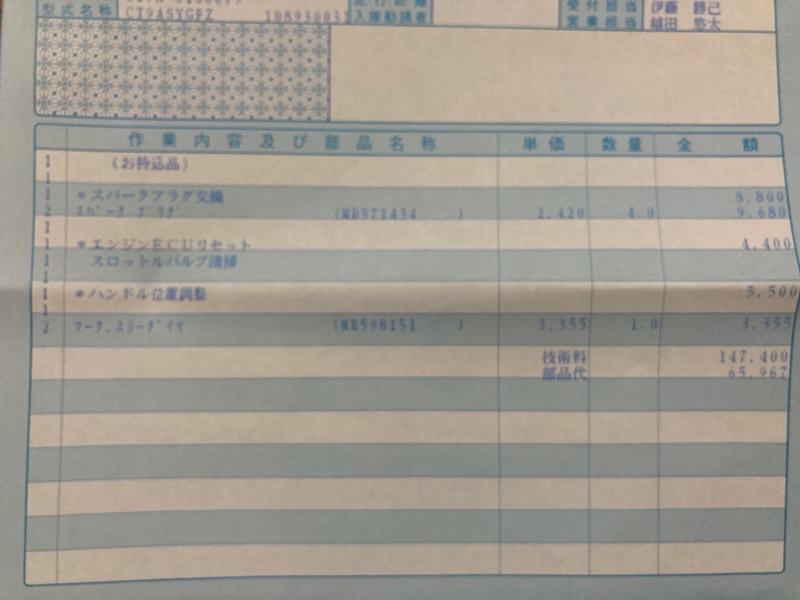 型式名称 CT9ASYGFZ 入庫勧誘者 受付担当 伊藤 勝己
営業担当 越田 悠太
作業内容及び部品名称 単価 数量 金額
1 (お持込品)
1
1 *スパークプラグ交換 8,800
2 スパーク プラグ (MD371434 ) 2,420 4.0 9,680
1
1 *エンジンECUリセット 4,400
1 スロットルバルブ清掃
1
1 *ハンドル位置調整 5,500
1
2 マーク,スリーダイヤ (MR598151 ) 3,355 1.0 3,355
技術料 147,400
部品代 65,967